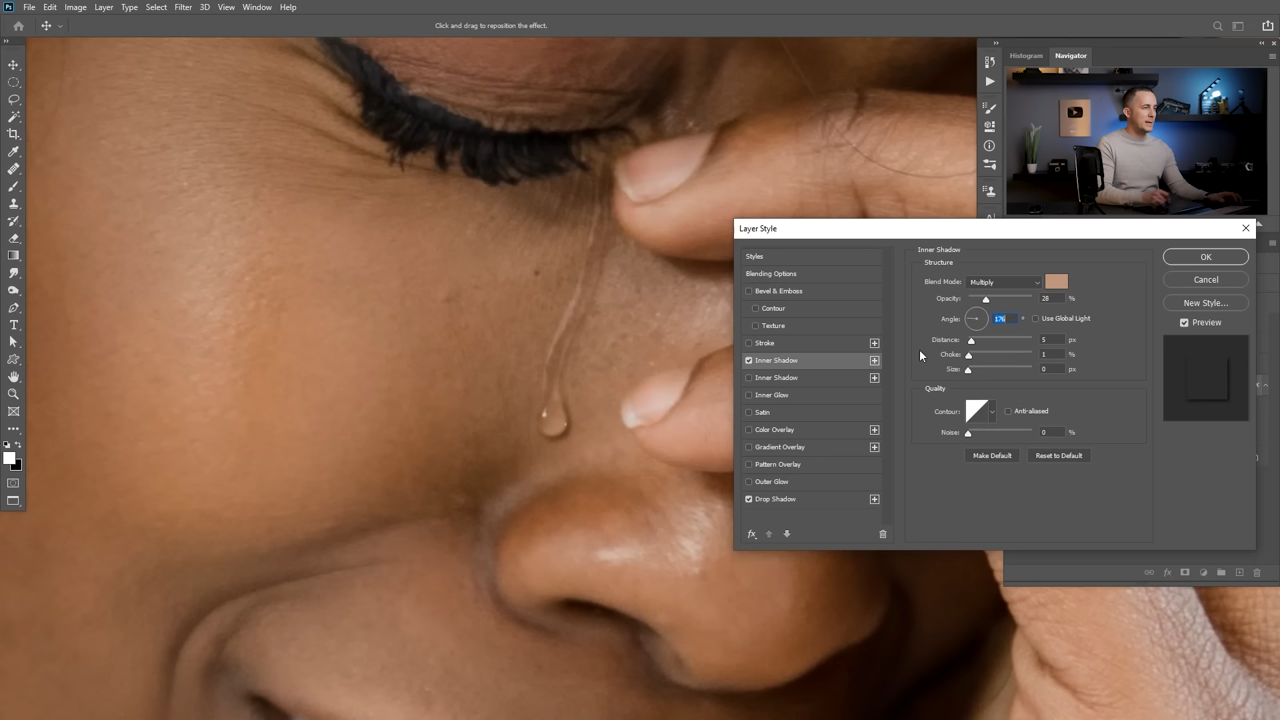 Ps File Edit Image Layer Type Select Filter 3D View Window Help
Click and drag to reposition the effect.
Histogram Navigator
Layer Style
Styles
Blending Options
Bevel & Emboss
Contour
Texture
Stroke
Inner Shadow
Inner Shadow
Inner Glow
Satin
Color Overlay
Gradient Overlay
Pattern Overlay
Outer Glow
Drop Shadow
fx
Inner Shadow
Structure
Blend Mode: Multiply
Opacity: 28 %
Angle: 176 ° Use Global Light
Distance: 5 px
Choke: 1 %
Size: 0 px
Quality
Contour: Anti-aliased
Noise: 0 %
Make Default Reset to Default
OK
Cancel
New Style...
Preview
fx